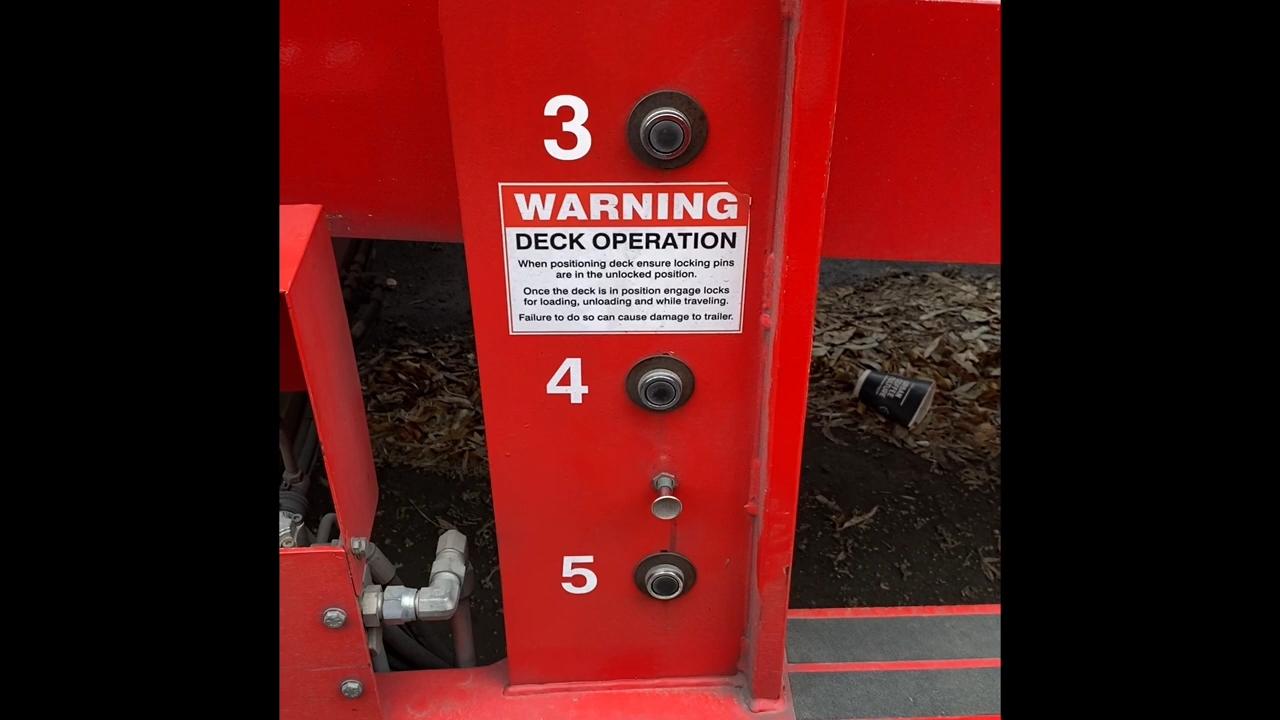 3
WARNING
DECK OPERATION
When positioning deck ensure locking pins
are in the unlocked position.
Once the deck is in position engage locks
for loading, unloading and while traveling.
Failure to do so can cause damage to trailer.
4
5